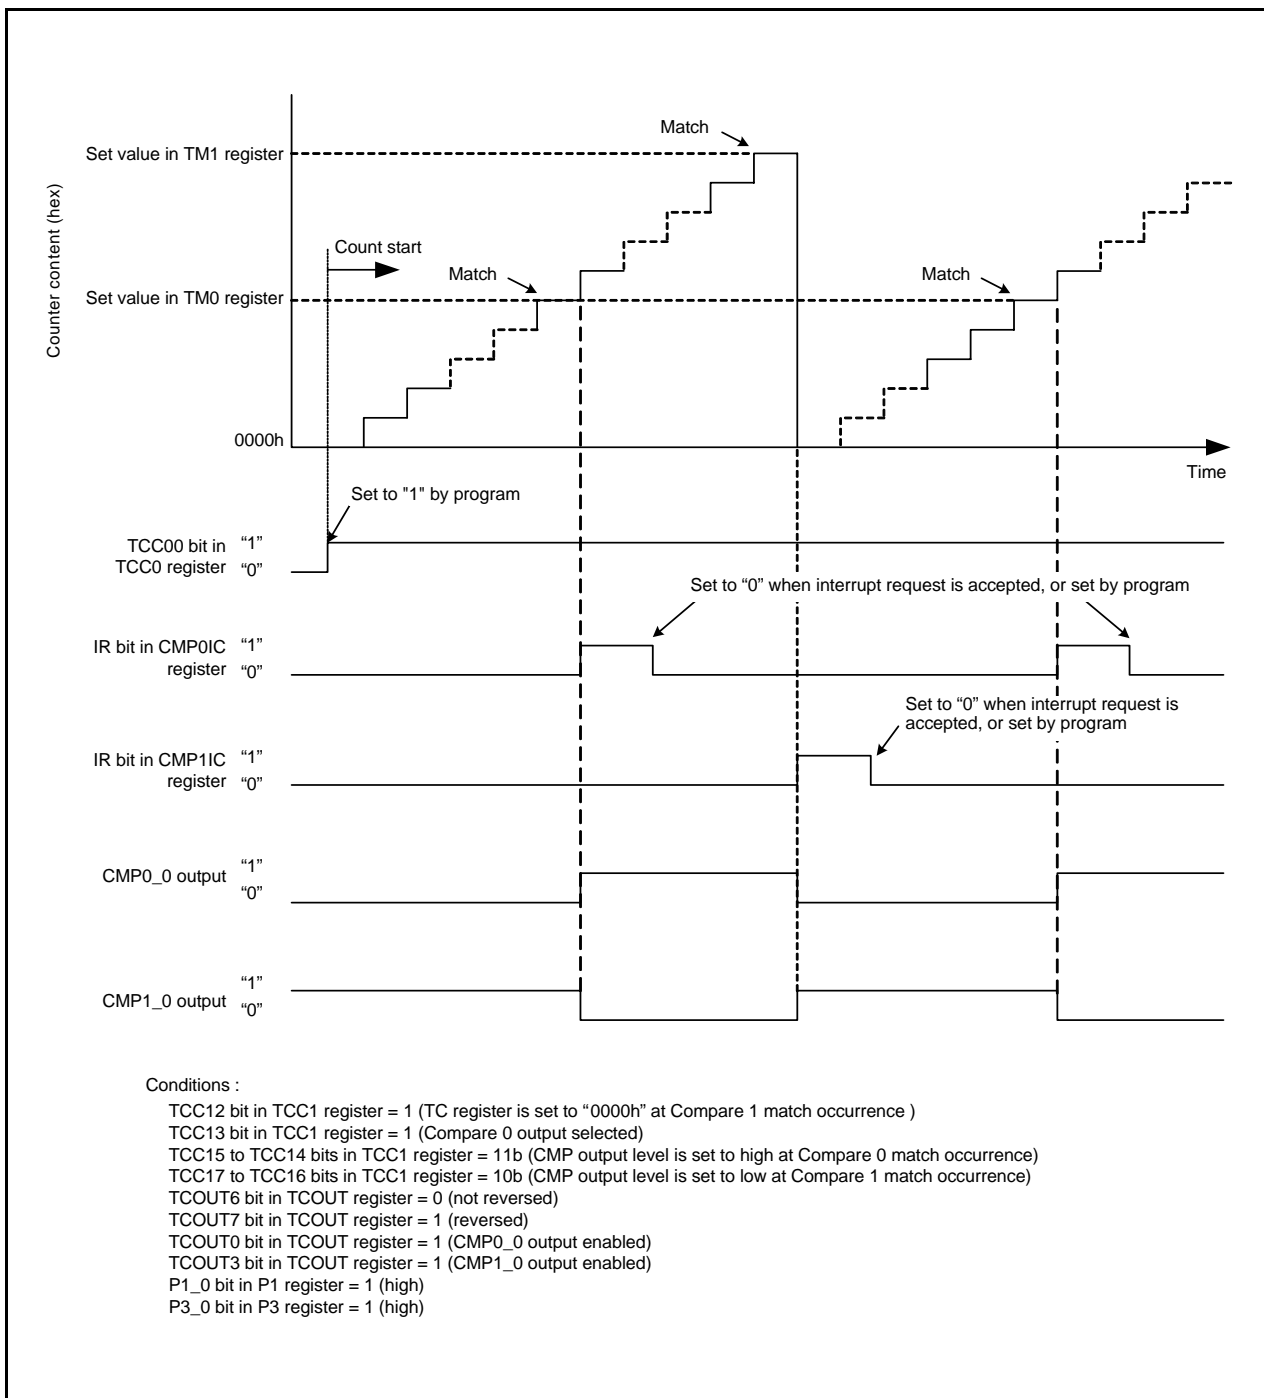 Match
Set value in TM1 register
Counter content (hex)
Count start
Match
Match
Set value in TM0 register
0000h
Time
Set to "1" by program
TCC00 bit in “1”
TCC0 register “0”
Set to “0” when interrupt request is accepted, or set by program
IR bit in CMP0IC “1”
register “0”
Set to “0” when interrupt request is
accepted, or set by program
IR bit in CMP1IC “1”
register “0”
“1”
CMP0_0 output
“0”
“1”
CMP1_0 output
“0”
Conditions :
TCC12 bit in TCC1 register = 1 (TC register is set to “0000h” at Compare 1 match occurrence )
TCC13 bit in TCC1 register = 1 (Compare 0 output selected)
TCC15 to TCC14 bits in TCC1 register = 11b (CMP output level is set to high at Compare 0 match occurrence)
TCC17 to TCC16 bits in TCC1 register = 10b (CMP output level is set to low at Compare 1 match occurrence)
TCOUT6 bit in TCOUT register = 0 (not reversed)
TCOUT7 bit in TCOUT register = 1 (reversed)
TCOUT0 bit in TCOUT register = 1 (CMP0_0 output enabled)
TCOUT3 bit in TCOUT register = 1 (CMP1_0 output enabled)
P1_0 bit in P1 register = 1 (high)
P3_0 bit in P3 register = 1 (high)